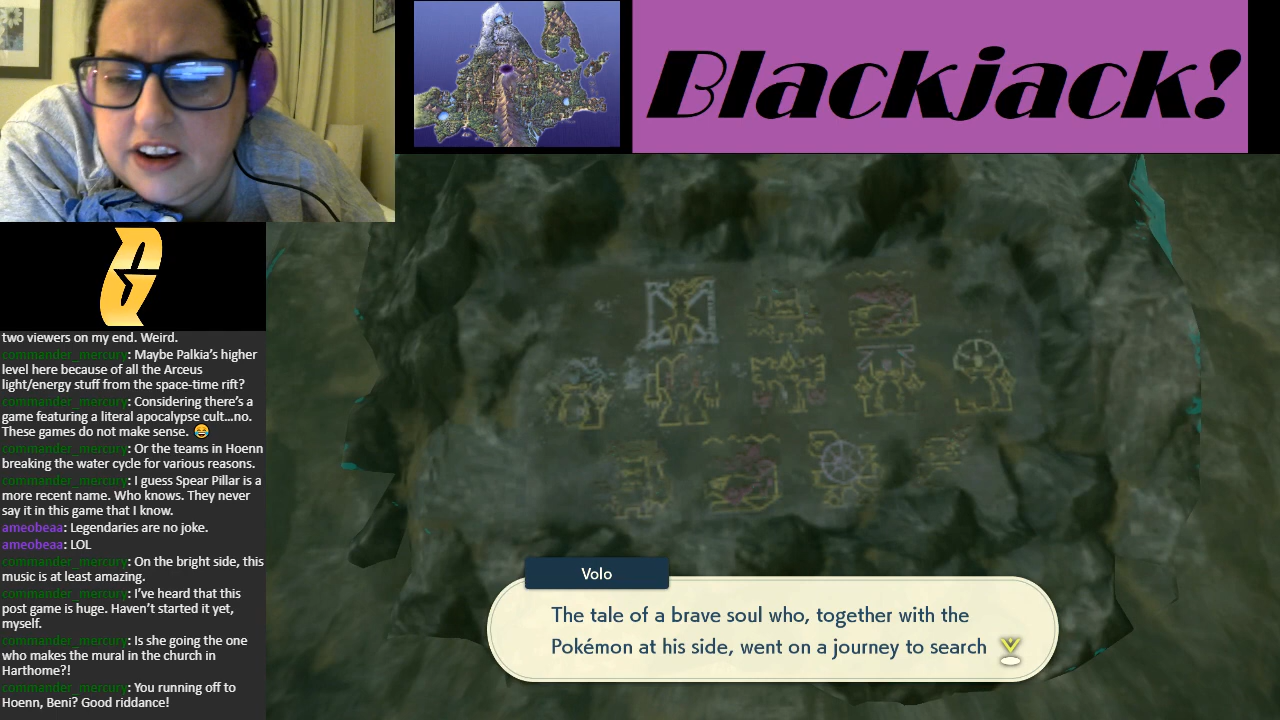 Blackjack!
two viewers on my end. Weird.
commander_mercury: Maybe Palkia's higher
level here because of all the Arceus
light/energy stuff from the space-time rift?
commander_mercury: Considering there's a
game featuring a literal apocalypse cult...no.
These games do not make sense. 😂
commander_mercury: Or the teams in Hoenn
breaking the water cycle for various reasons.
commander_mercury: I guess Spear Pillar is a
more recent name. Who knows. They never
say it in this game that I know.
ameobeaa: Legendaries are no joke.
ameobeaa: LOL
commander_mercury: On the bright side, this
music is at least amazing.
commander_mercury: I've heard that this
post game is huge. Haven't started it yet,
myself.
commander_mercury: Is she going the one
who makes the mural in the church in
Harthome?!
commander_mercury: You running off to
Hoenn, Beni? Good riddance!
Volo
The tale of a brave soul who, together with the
Pokémon at his side, went on a journey to search